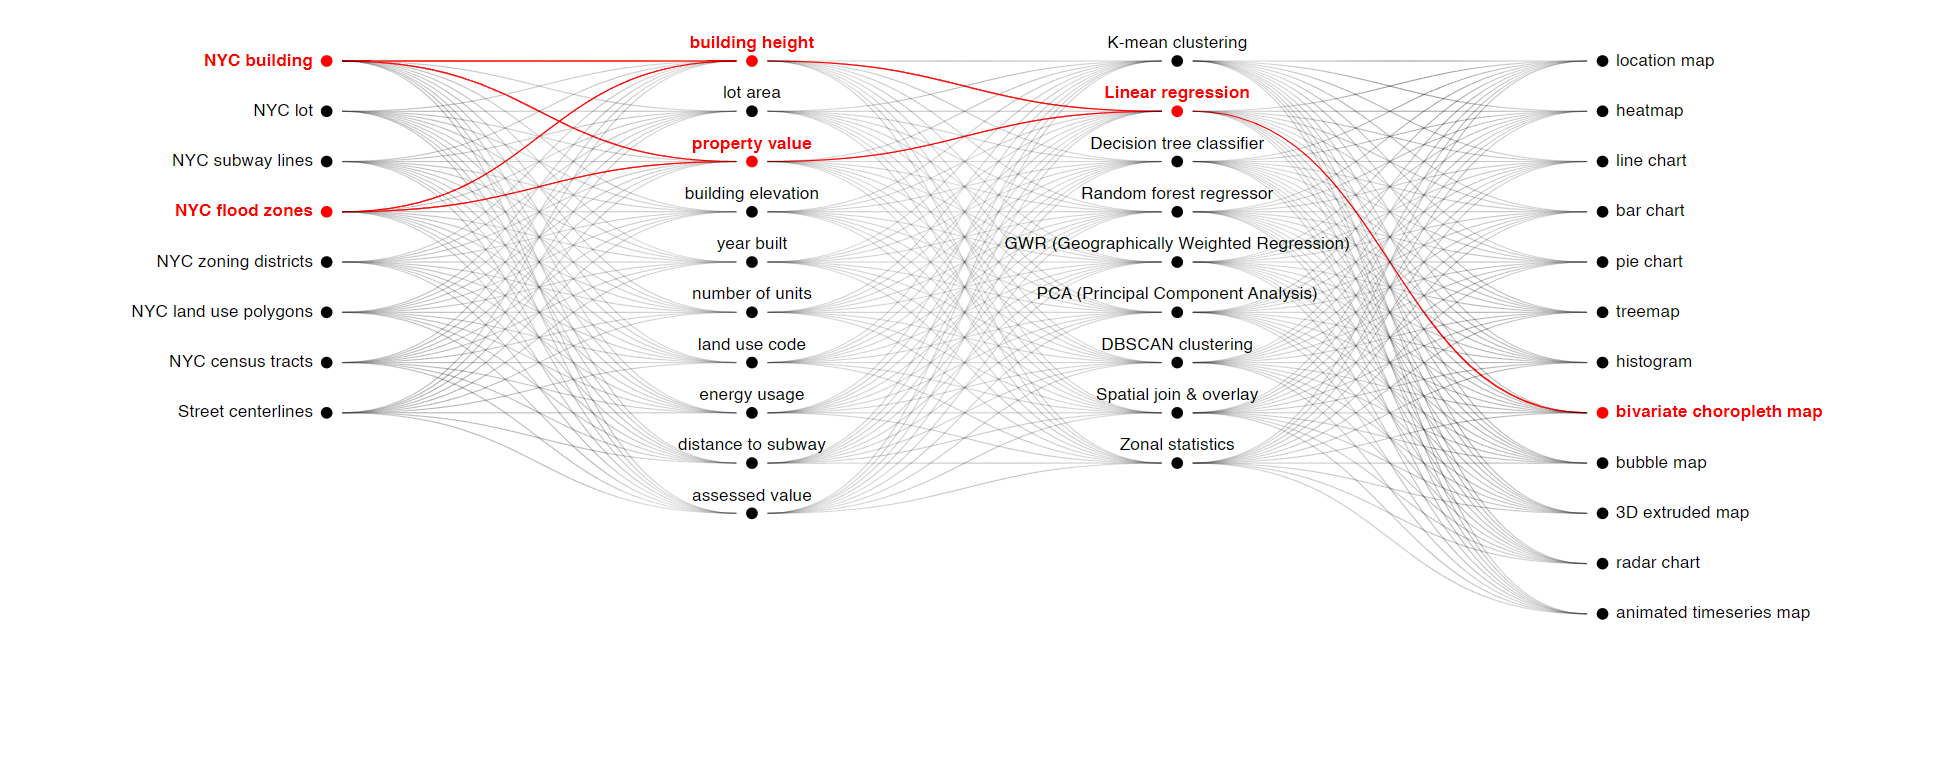 NYC building
NYC lot
NYC subway lines
NYC flood zones
NYC zoning districts
NYC land use polygons
NYC census tracts
Street centerlines
building height
lot area
property value
building elevation
year built
number of units
land use code
energy usage
distance to subway
assessed value
K-mean clustering
Linear regression
Decision tree classifier
Random forest regressor
GWR (Geographically Weighted Regression)
PCA (Principal Component Analysis)
DBSCAN clustering
Spatial join & overlay
Zonal statistics
location map
heatmap
line chart
bar chart
pie chart
treemap
histogram
bivariate choropleth map
bubble map
3D extruded map
radar chart
animated timeseries map